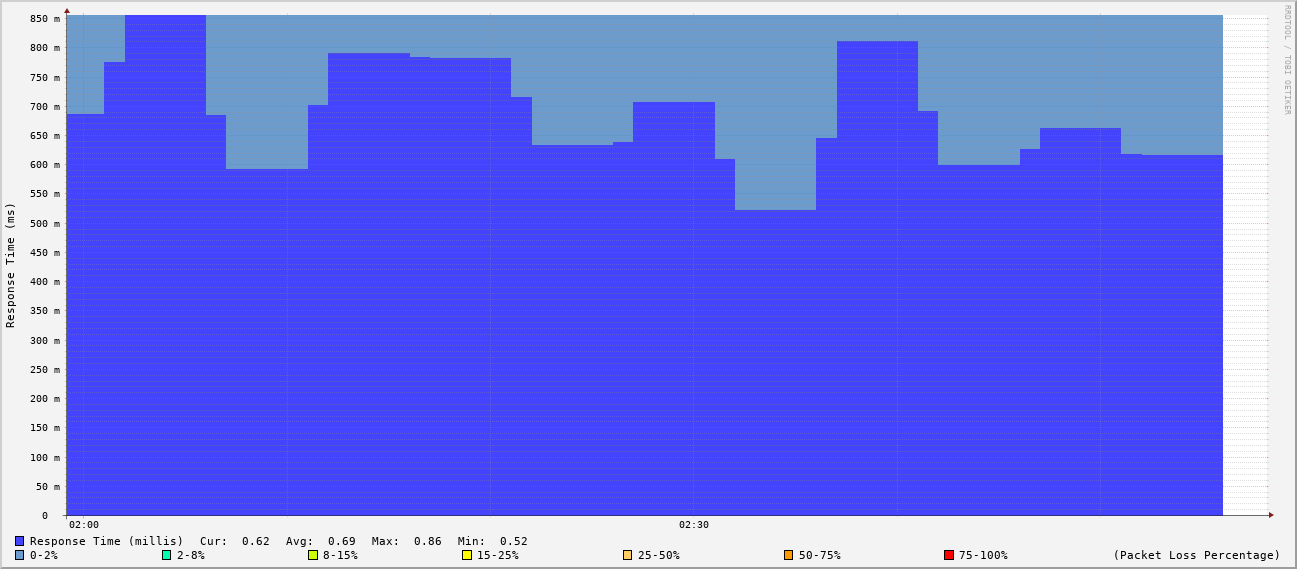 RRDTOOL / TOBI OETIKER
Response Time (ms)
850 m
800 m
750 m
700 m
650 m
600 m
550 m
500 m
450 m
400 m
350 m
300 m
250 m
200 m
150 m
100 m
50 m
0
02:00 02:30
Response Time (millis) Cur: 0.62 Avg: 0.69 Max: 0.86 Min: 0.52
0-2% 2-8% 8-15% 15-25% 25-50% 50-75% 75-100% (Packet Loss Percentage)